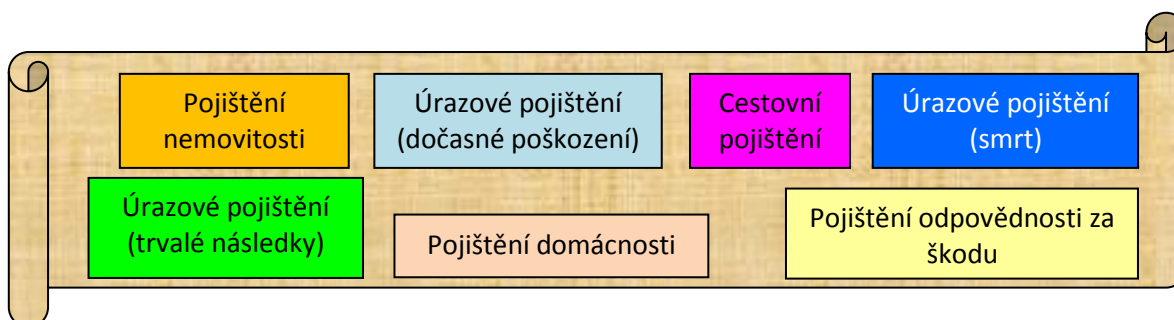 Pojištění
nemovitosti
Úrazové pojištění
(dočasné poškození)
Cestovní
pojištění
Úrazové pojištění
(smrt)
Úrazové pojištění
(trvalé následky)
Pojištění domácnosti
Pojištění odpovědnosti za
škodu